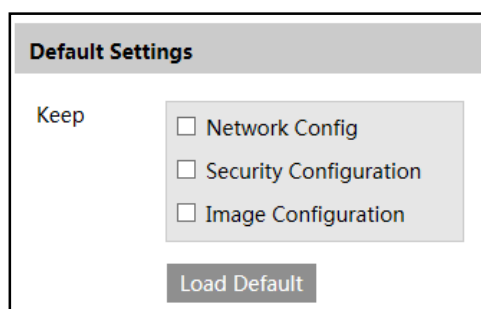 Default Settings
Keep
Network Config
Security Configuration
Image Configuration
Load Default